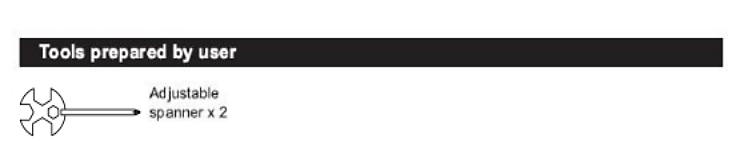 Tools prepared by user
Adjustable
spanner x 2